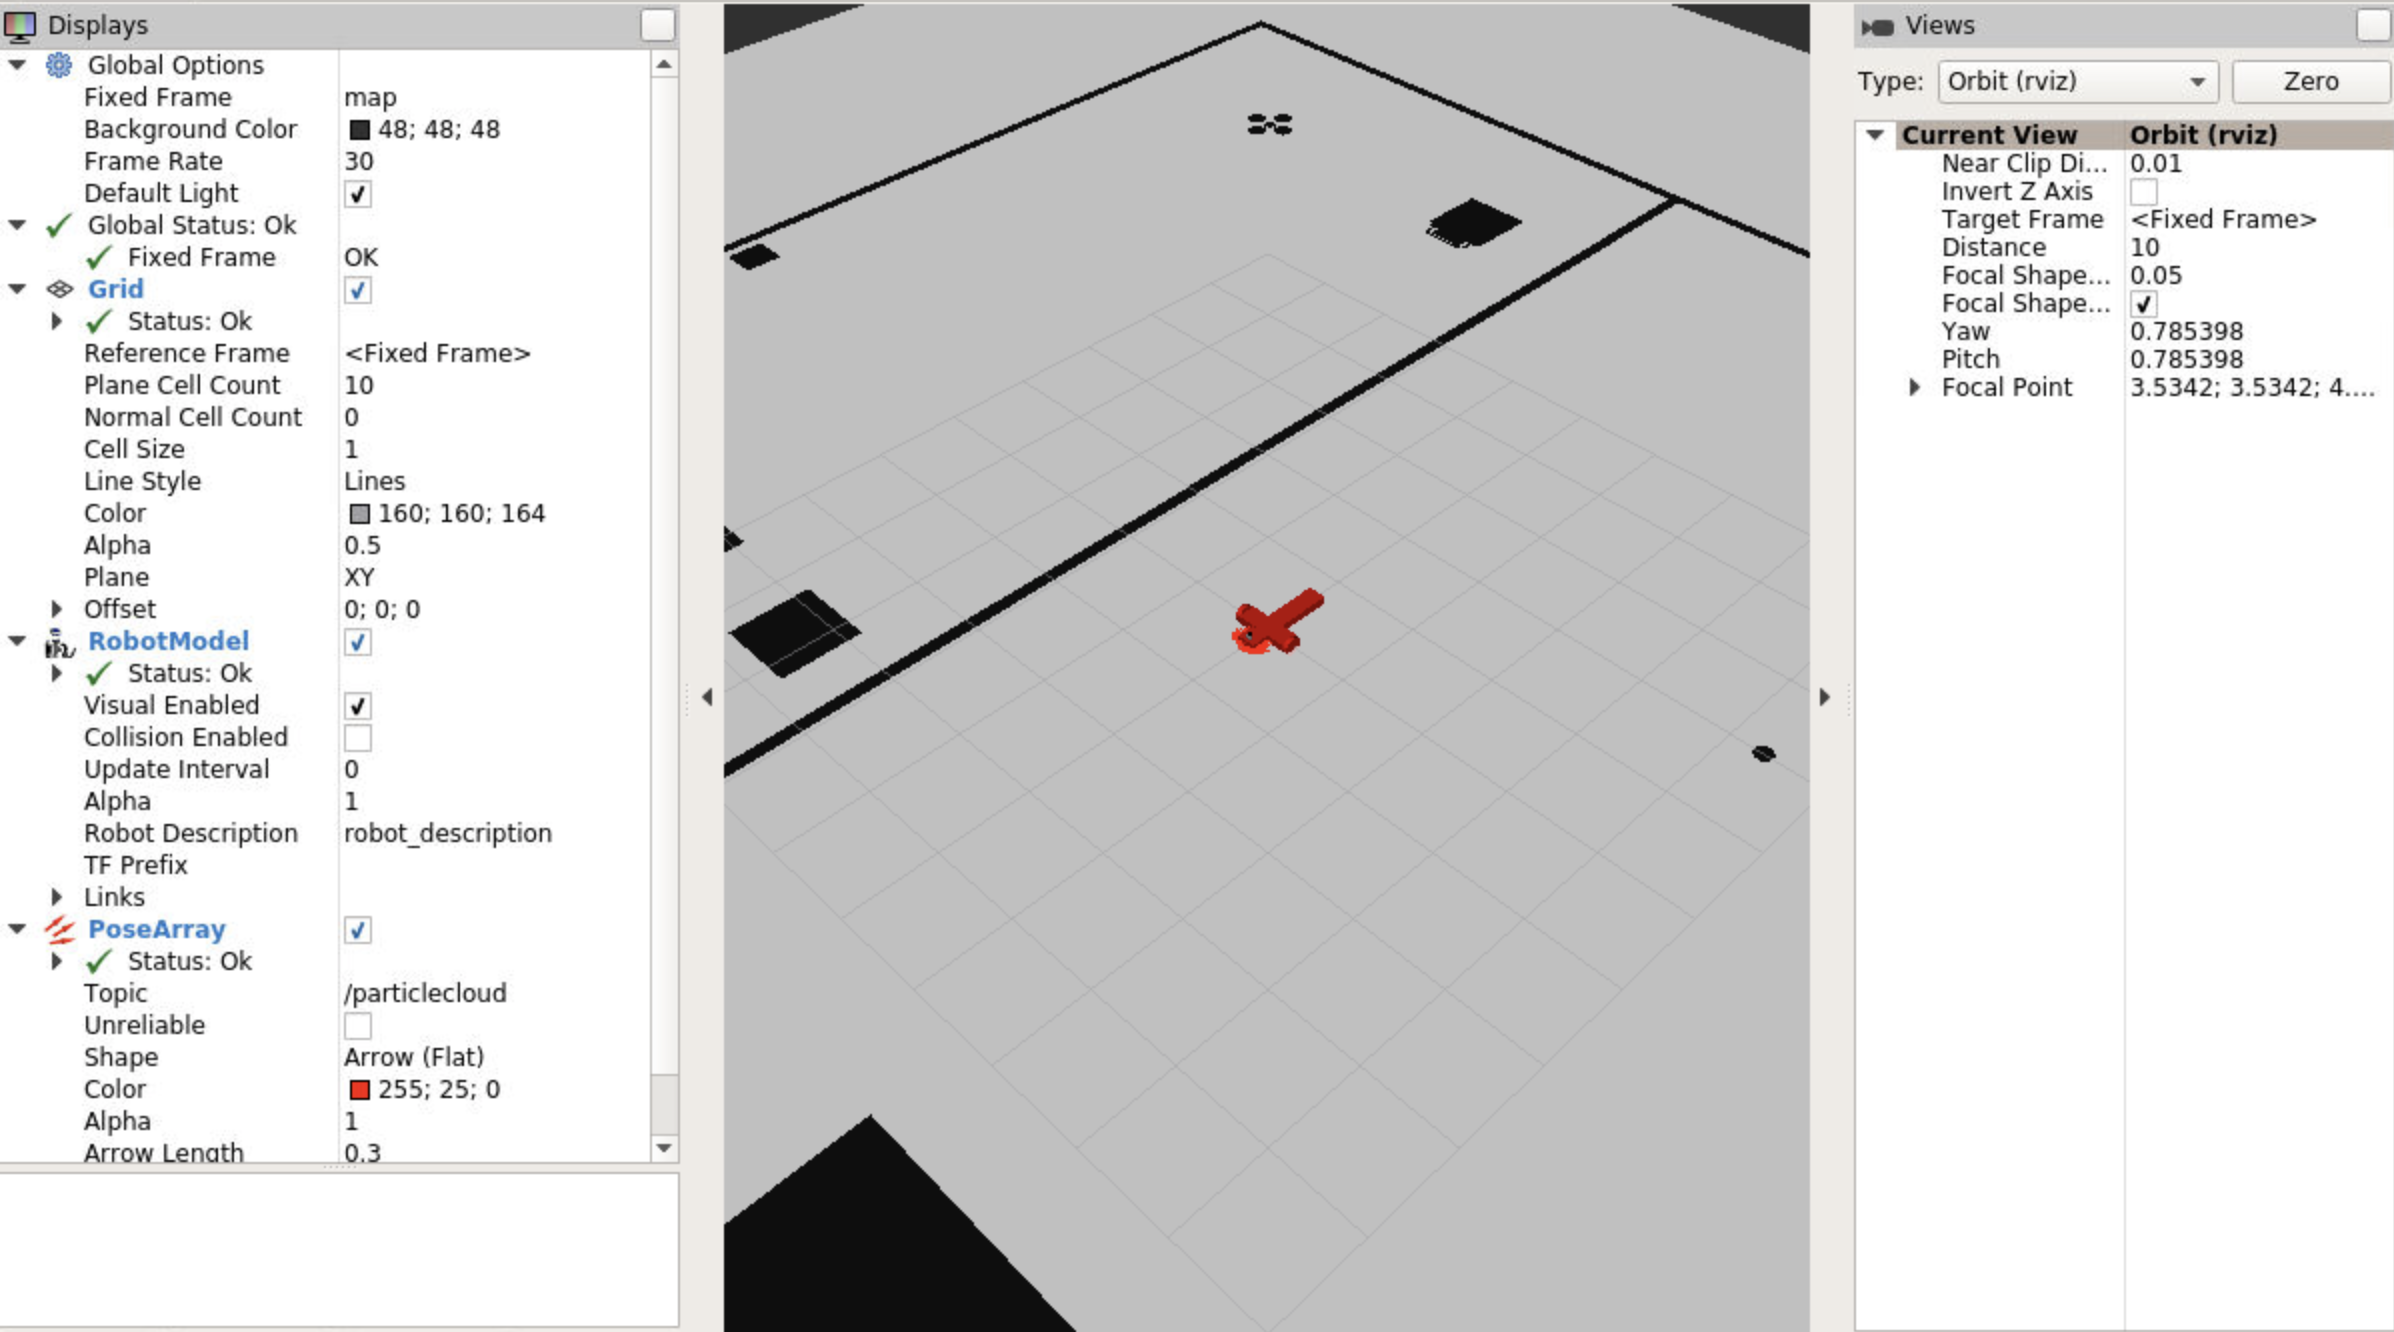 Displays
Global Options
Fixed Frame map
Background Color 48; 48; 48
Frame Rate 30
Default Light
Global Status: Ok
Fixed Frame OK
Grid
Status: Ok
Reference Frame <Fixed Frame>
Plane Cell Count 10
Normal Cell Count 0
Cell Size 1
Line Style Lines
Color 160; 160; 164
Alpha 0.5
Plane XY
Offset 0; 0; 0
RobotModel
Status: Ok
Visual Enabled
Collision Enabled
Update Interval 0
Alpha 1
Robot Description robot_description
TF Prefix
Links
PoseArray
Status: Ok
Topic /particlecloud
Unreliable
Shape Arrow (Flat)
Color 255; 25; 0
Alpha 1
Arrow Length 0.3
Views
Type: Orbit (rviz) Zero
Current View Orbit (rviz)
Near Clip Di... 0.01
Invert Z Axis
Target Frame <Fixed Frame>
Distance 10
Focal Shape... 0.05
Focal Shape...
Yaw 0.785398
Pitch 0.785398
Focal Point 3.5342; 3.5342; 4....